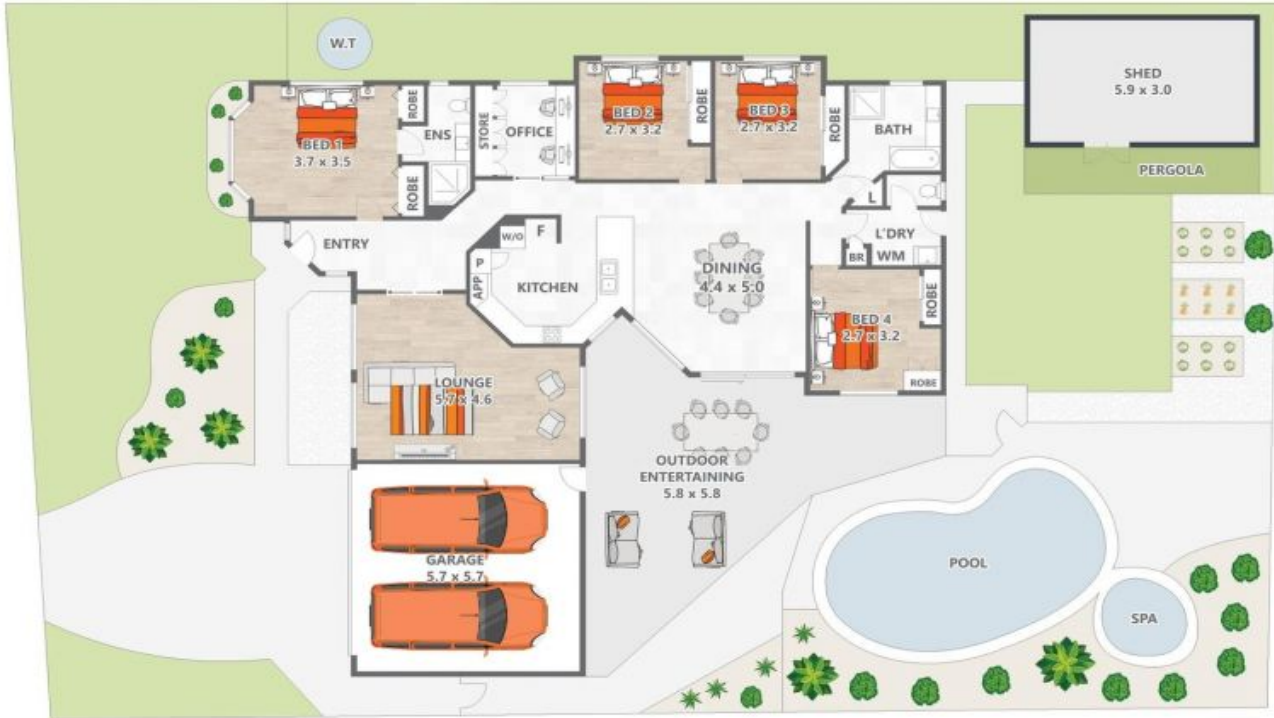 W.T
SHED
5.9 x 3.0
PERGOLA
BED 1
3.7 x 3.5
ROBE
ENS
ROBE
STORE
OFFICE
BED 2
2.7 x 3.2
ROBE
BED 3
2.7 x 3.2
ROBE
BATH
L
ENTRY
W/O
F
P
APP
KITCHEN
DINING
4.4 x 5.0
L'DRY
BR
WM
BED 4
2.7 x 3.2
ROBE
ROBE
LOUNGE
5.7 x 4.6
OUTDOOR
ENTERTAINING
5.8 x 5.8
GARAGE
5.7 x 5.7
POOL
SPA